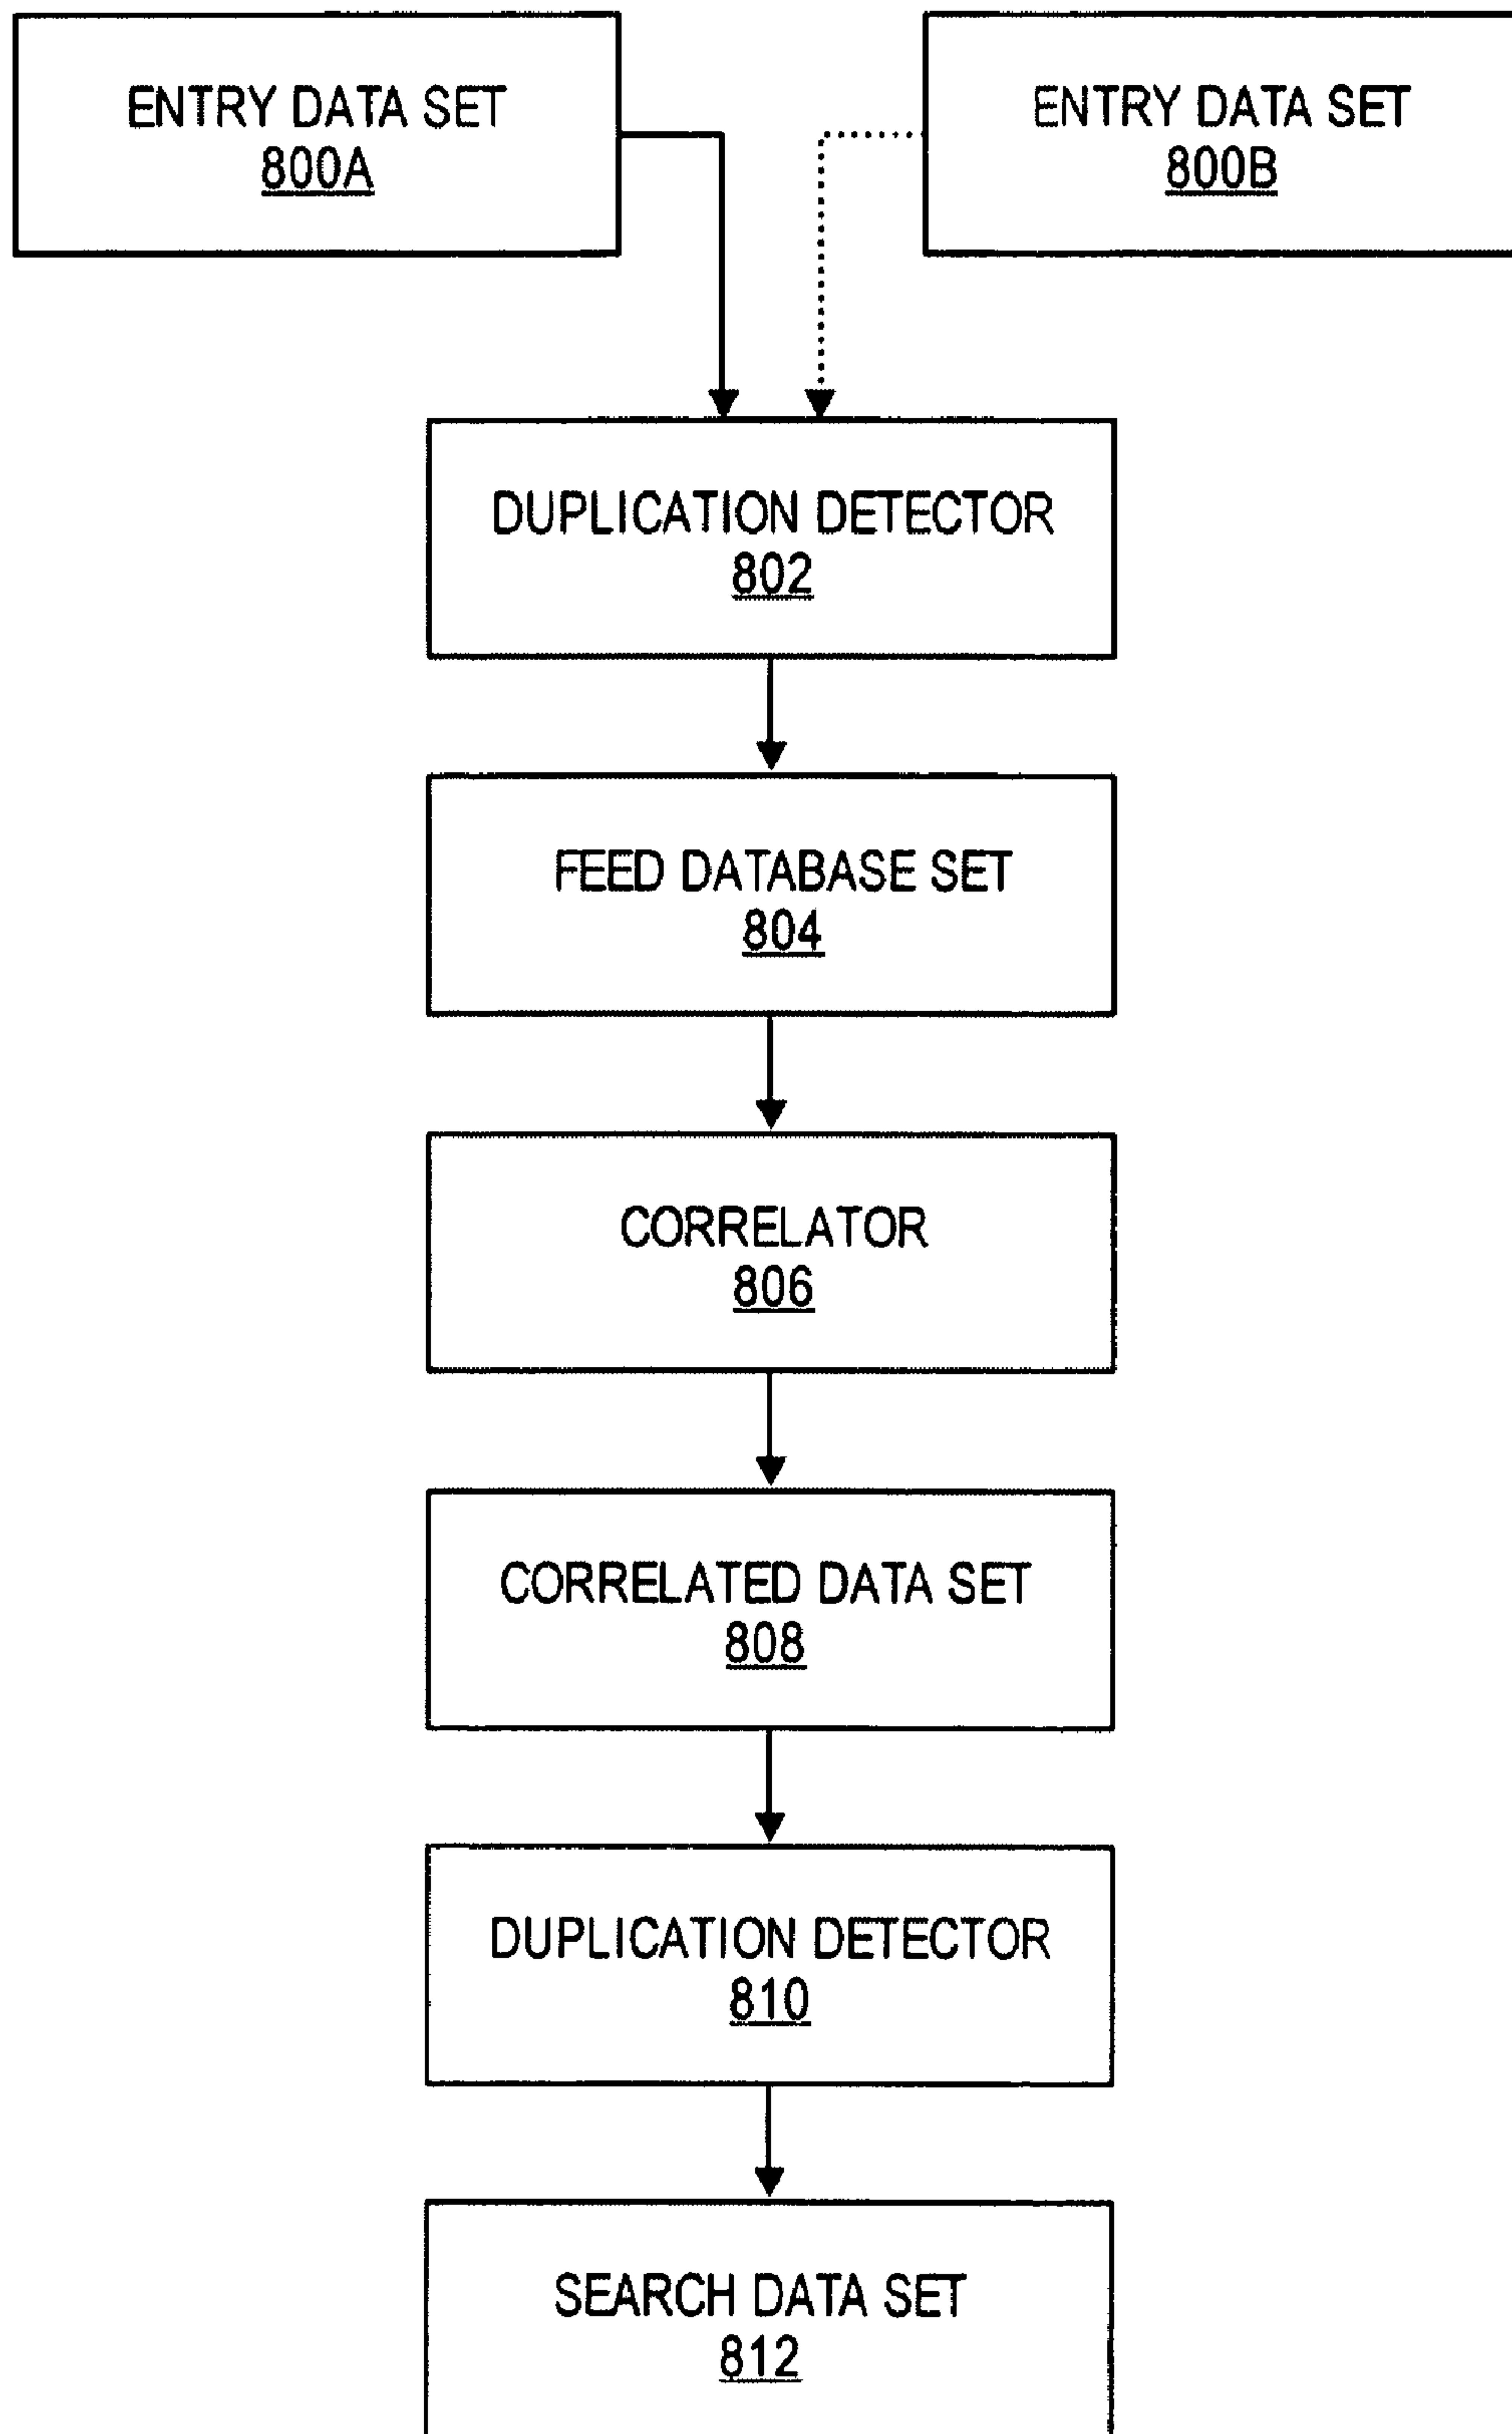 ENTRY DATA SET
800A
ENTRY DATA SET
800B
DUPLICATION DETECTOR
802
FEED DATABASE SET
804
CORRELATOR
806
CORRELATED DATA SET
808
DUPLICATION DETECTOR
810
SEARCH DATA SET
812